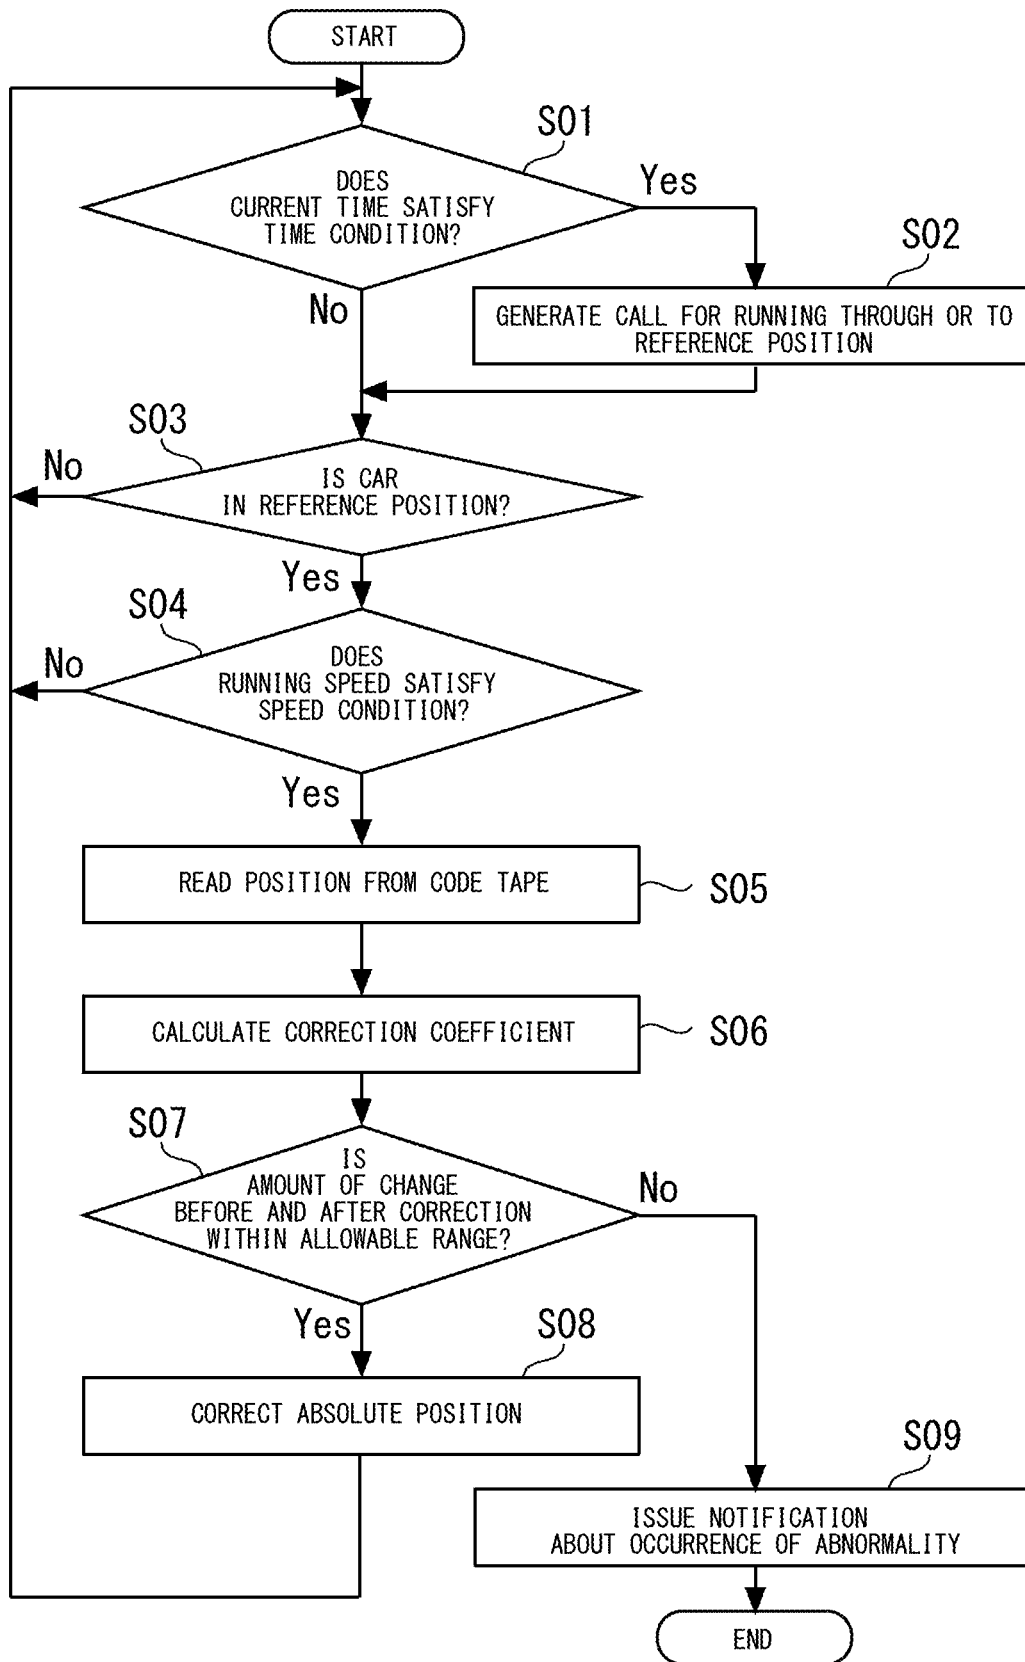 START
S01
DOES
CURRENT TIME SATISFY
TIME CONDITION?
Yes
No
S02
GENERATE CALL FOR RUNNING THROUGH OR TO
REFERENCE POSITION
S03
No
IS CAR
IN REFERENCE POSITION?
Yes
S04
No
DOES
RUNNING SPEED SATISFY
SPEED CONDITION?
Yes
READ POSITION FROM CODE TAPE
S05
CALCULATE CORRECTION COEFFICIENT
S06
S07
IS
AMOUNT OF CHANGE
BEFORE AND AFTER CORRECTION
WITHIN ALLOWABLE RANGE?
No
Yes
S08
CORRECT ABSOLUTE POSITION
S09
ISSUE NOTIFICATION
ABOUT OCCURRENCE OF ABNORMALITY
END